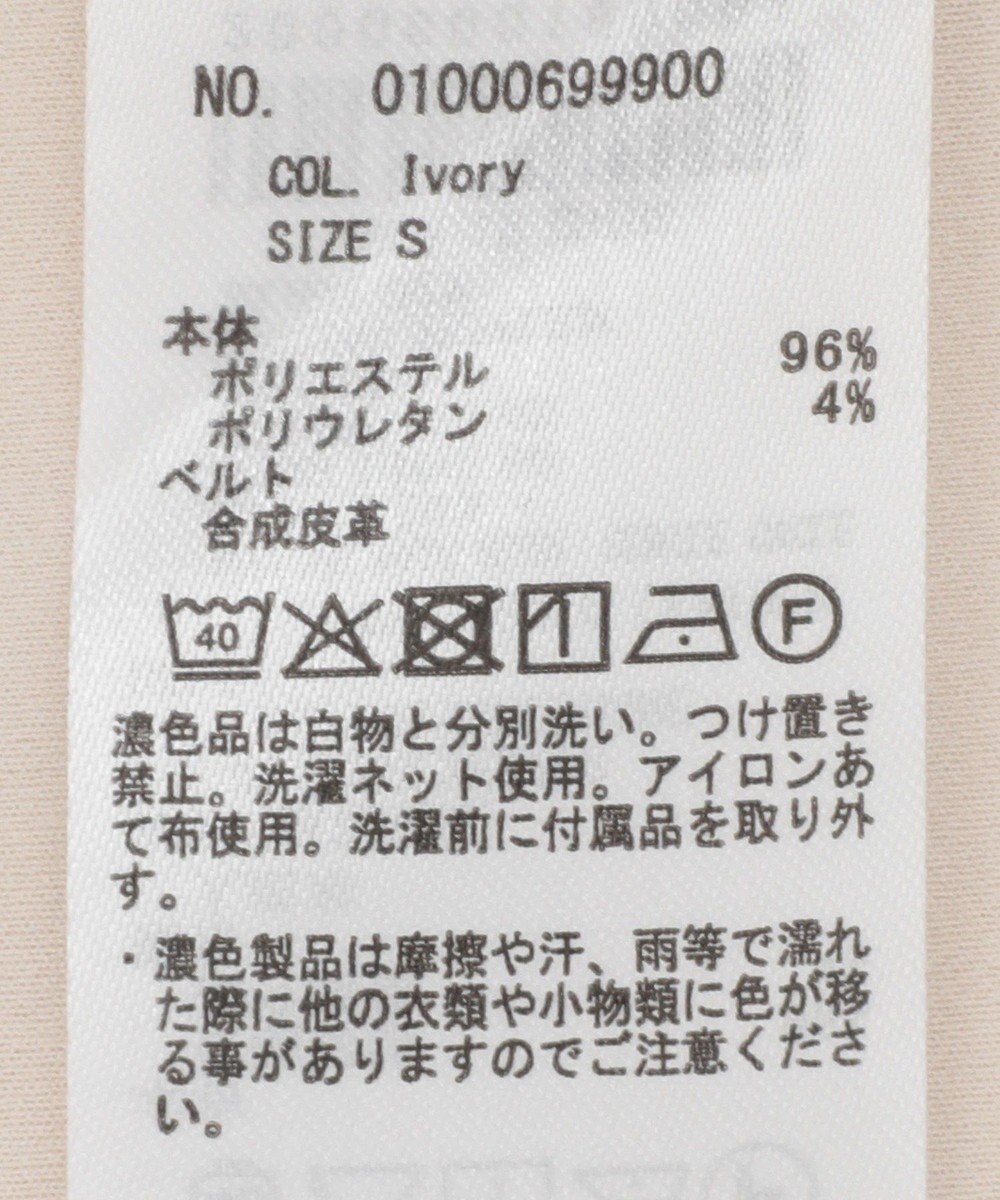 NO. 01000699900
COL. Ivory
SIZE S
本体
ポリエステル 96%
ポリウレタン 4%
ベルト
合成皮革
40 F
濃色品は白物と分別洗い。つけ置き
禁止。洗濯ネット使用。アイロンあ
て布使用。洗濯前に付属品を取り外
す。
・濃色製品は摩擦や汗、雨等で濡れ
た際に他の衣類や小物類に色が移
る事がありますのでご注意くださ
い。